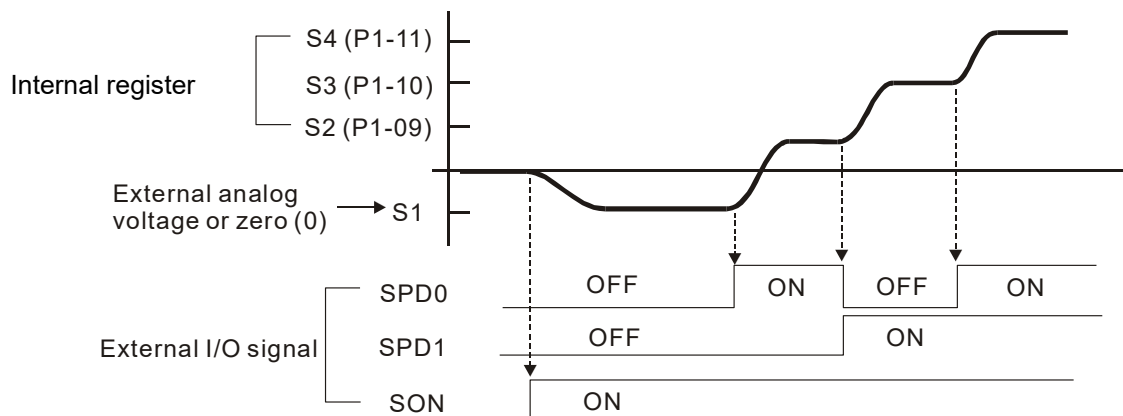 S4 (P1-11)
Internal register
S3 (P1-10)
S2 (P1-09)
External analog
voltage or zero (0)
S1
SPD0
OFF
ON
OFF
ON
External I/O signal
SPD1
OFF
ON
SON
ON